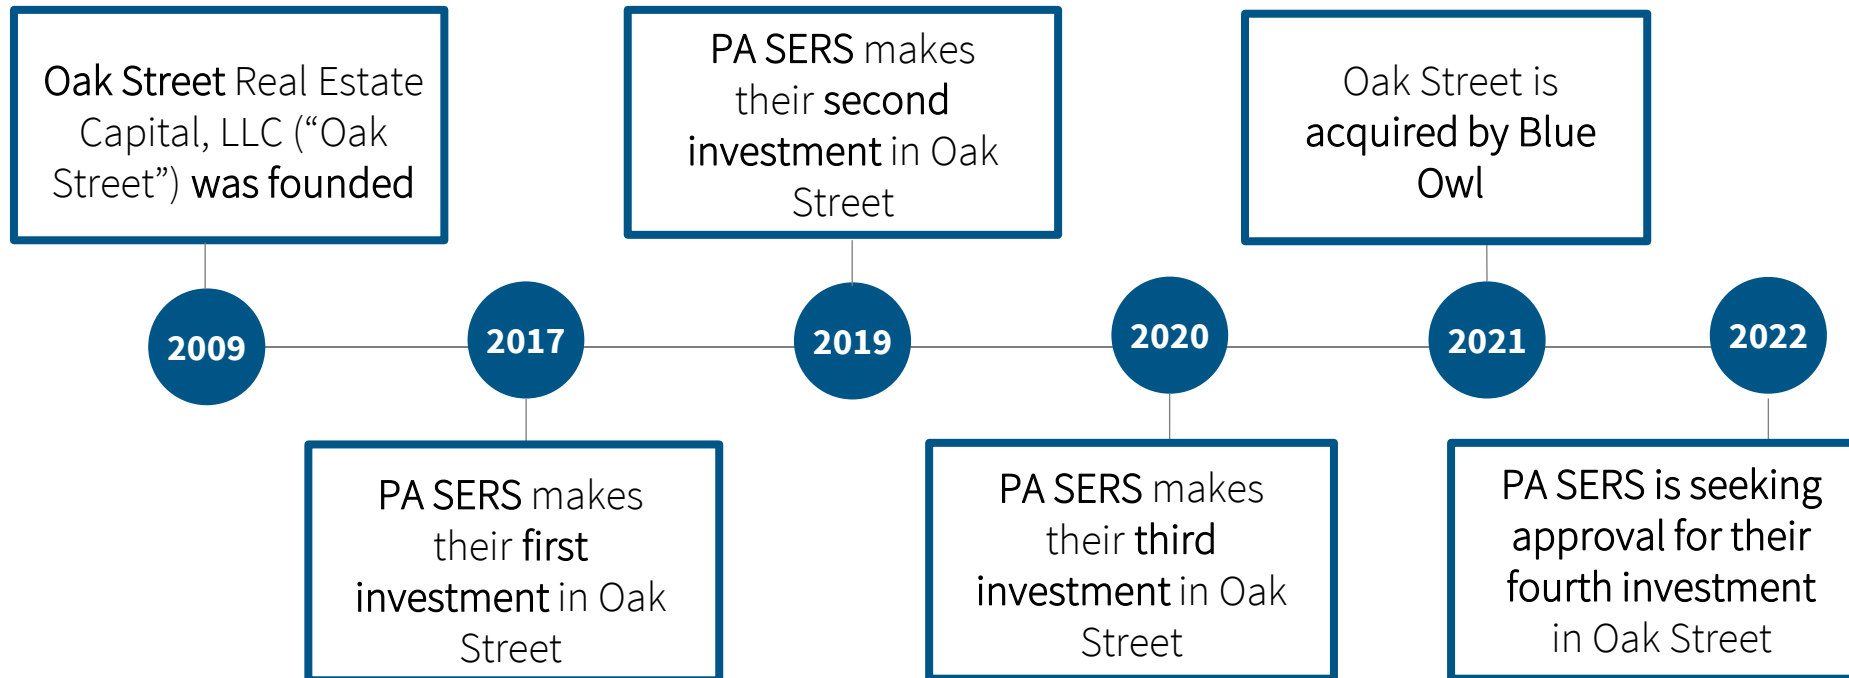 Oak Street Real Estate
Capital, LLC (“Oak
Street”) was founded
PA SERS makes
their second
investment in Oak
Street
Oak Street is
acquired by Blue
Owl
2009
2017
2019
2020
2021
2022
PA SERS makes
their first
investment in Oak
Street
PA SERS makes
their third
investment in Oak
Street
PA SERS is seeking
approval for their
fourth investment
in Oak Street